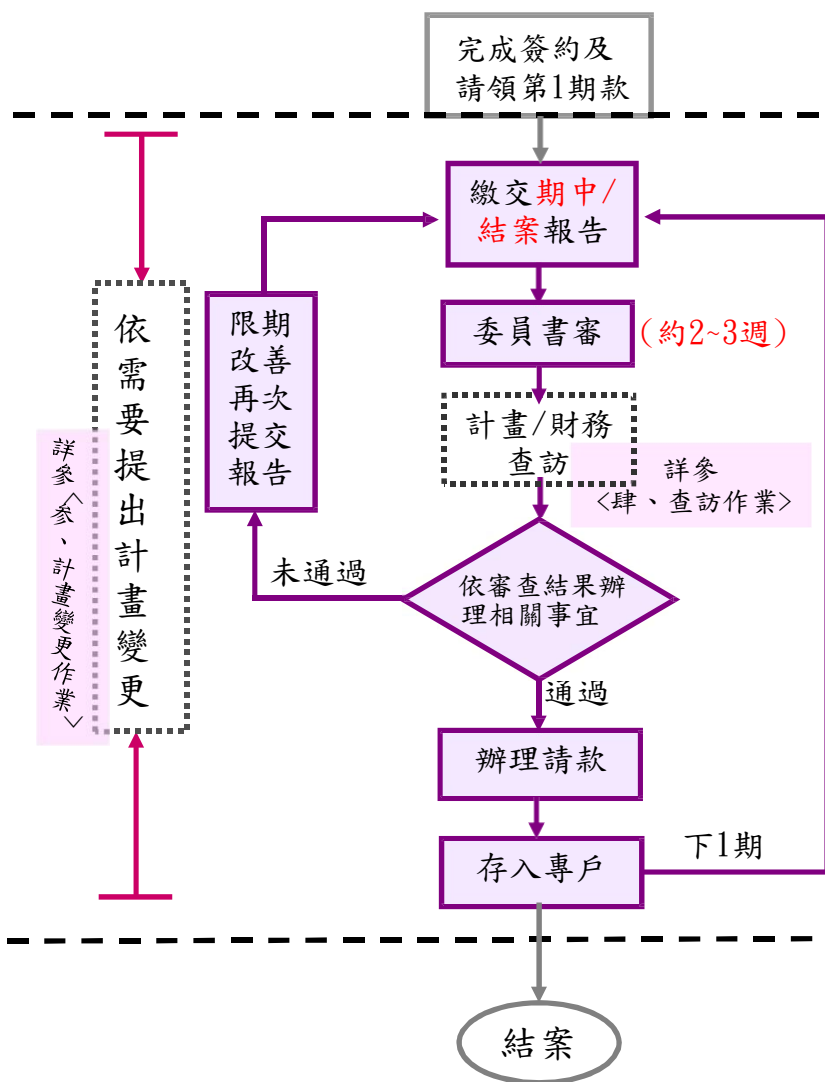 完成簽約及
請領第1期款
繳交期中/
結案報告
委員書審
(約2~3週)
計畫/財務
查訪
詳參
<肆、查訪作業>
依審查結果辦
理相關事宜
未通過
限期
改善
再次
提交
報告
通過
辦理請款
存入專戶
下1期
結案
依需要提出計畫變更
詳參<參、計畫變更作業>